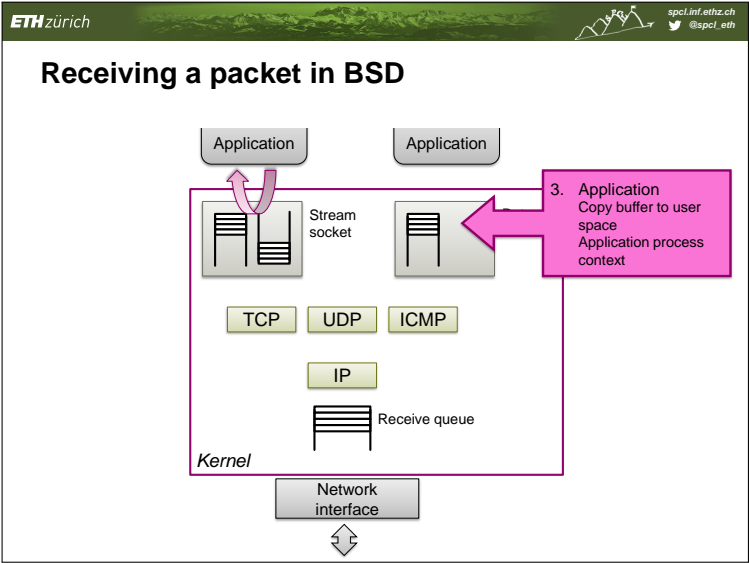 ETH zürich
spcl.inf.ethz.ch
@spcl_eth
Receiving a packet in BSD
Application
Application
3. Application
Copy buffer to user
space
Application process
context
Stream
socket
TCP
UDP
ICMP
IP
Receive queue
Kernel
Network
interface